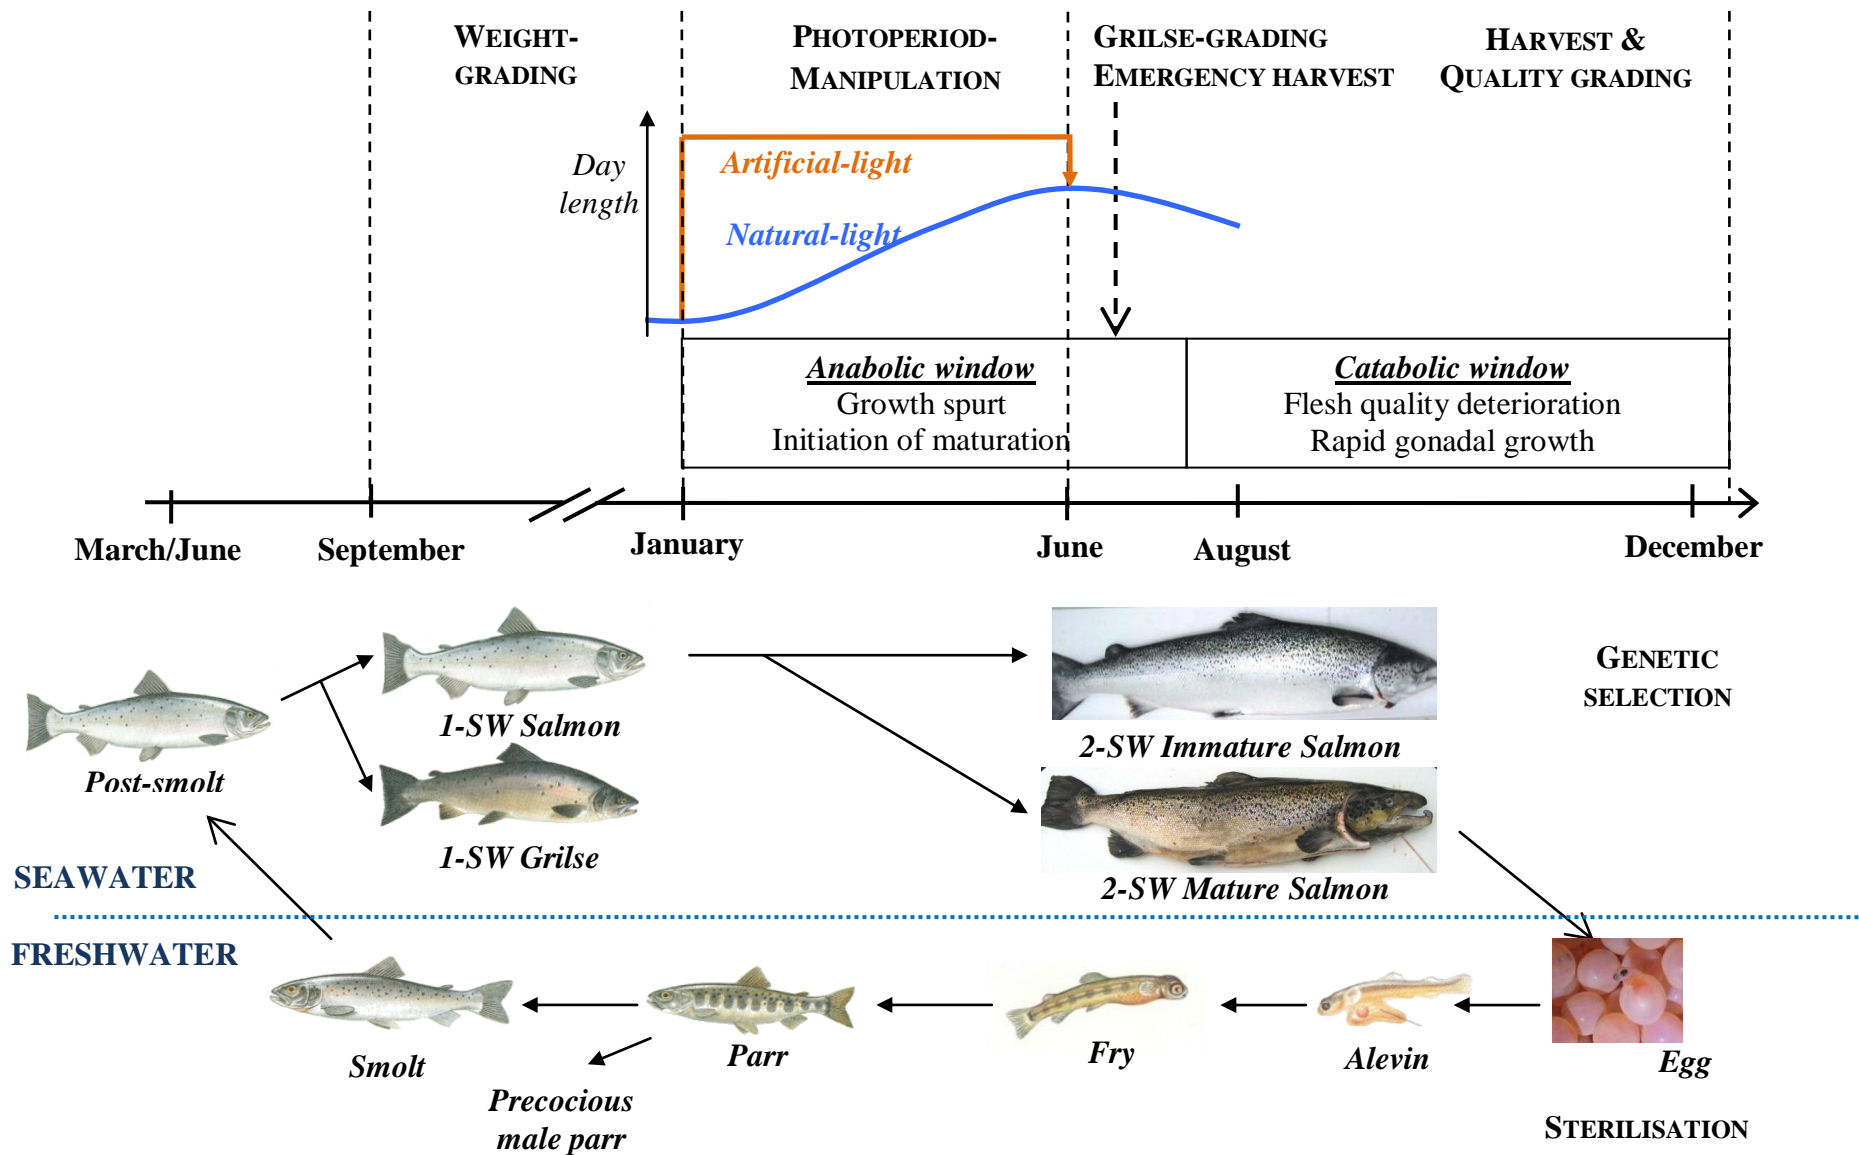 WEIGHT-
GRADING
PHOTOPERIOD-
MANIPULATION
GRILSE-GRADING
EMERGENCY HARVEST
HARVEST &
QUALITY GRADING
Day
length
Artificial-light
Natural-light
Anabolic window
Growth spurt
Initiation of maturation
Catabolic window
Flesh quality deterioration
Rapid gonadal growth
March/June
September
January
June
August
December
Post-smolt
1-SW Salmon
1-SW Grilse
2-SW Immature Salmon
2-SW Mature Salmon
GENETIC
SELECTION
SEAWATER
FRESHWATER
Smolt
Parr
Precocious
male parr
Fry
Alevin
Egg
STERILISATION